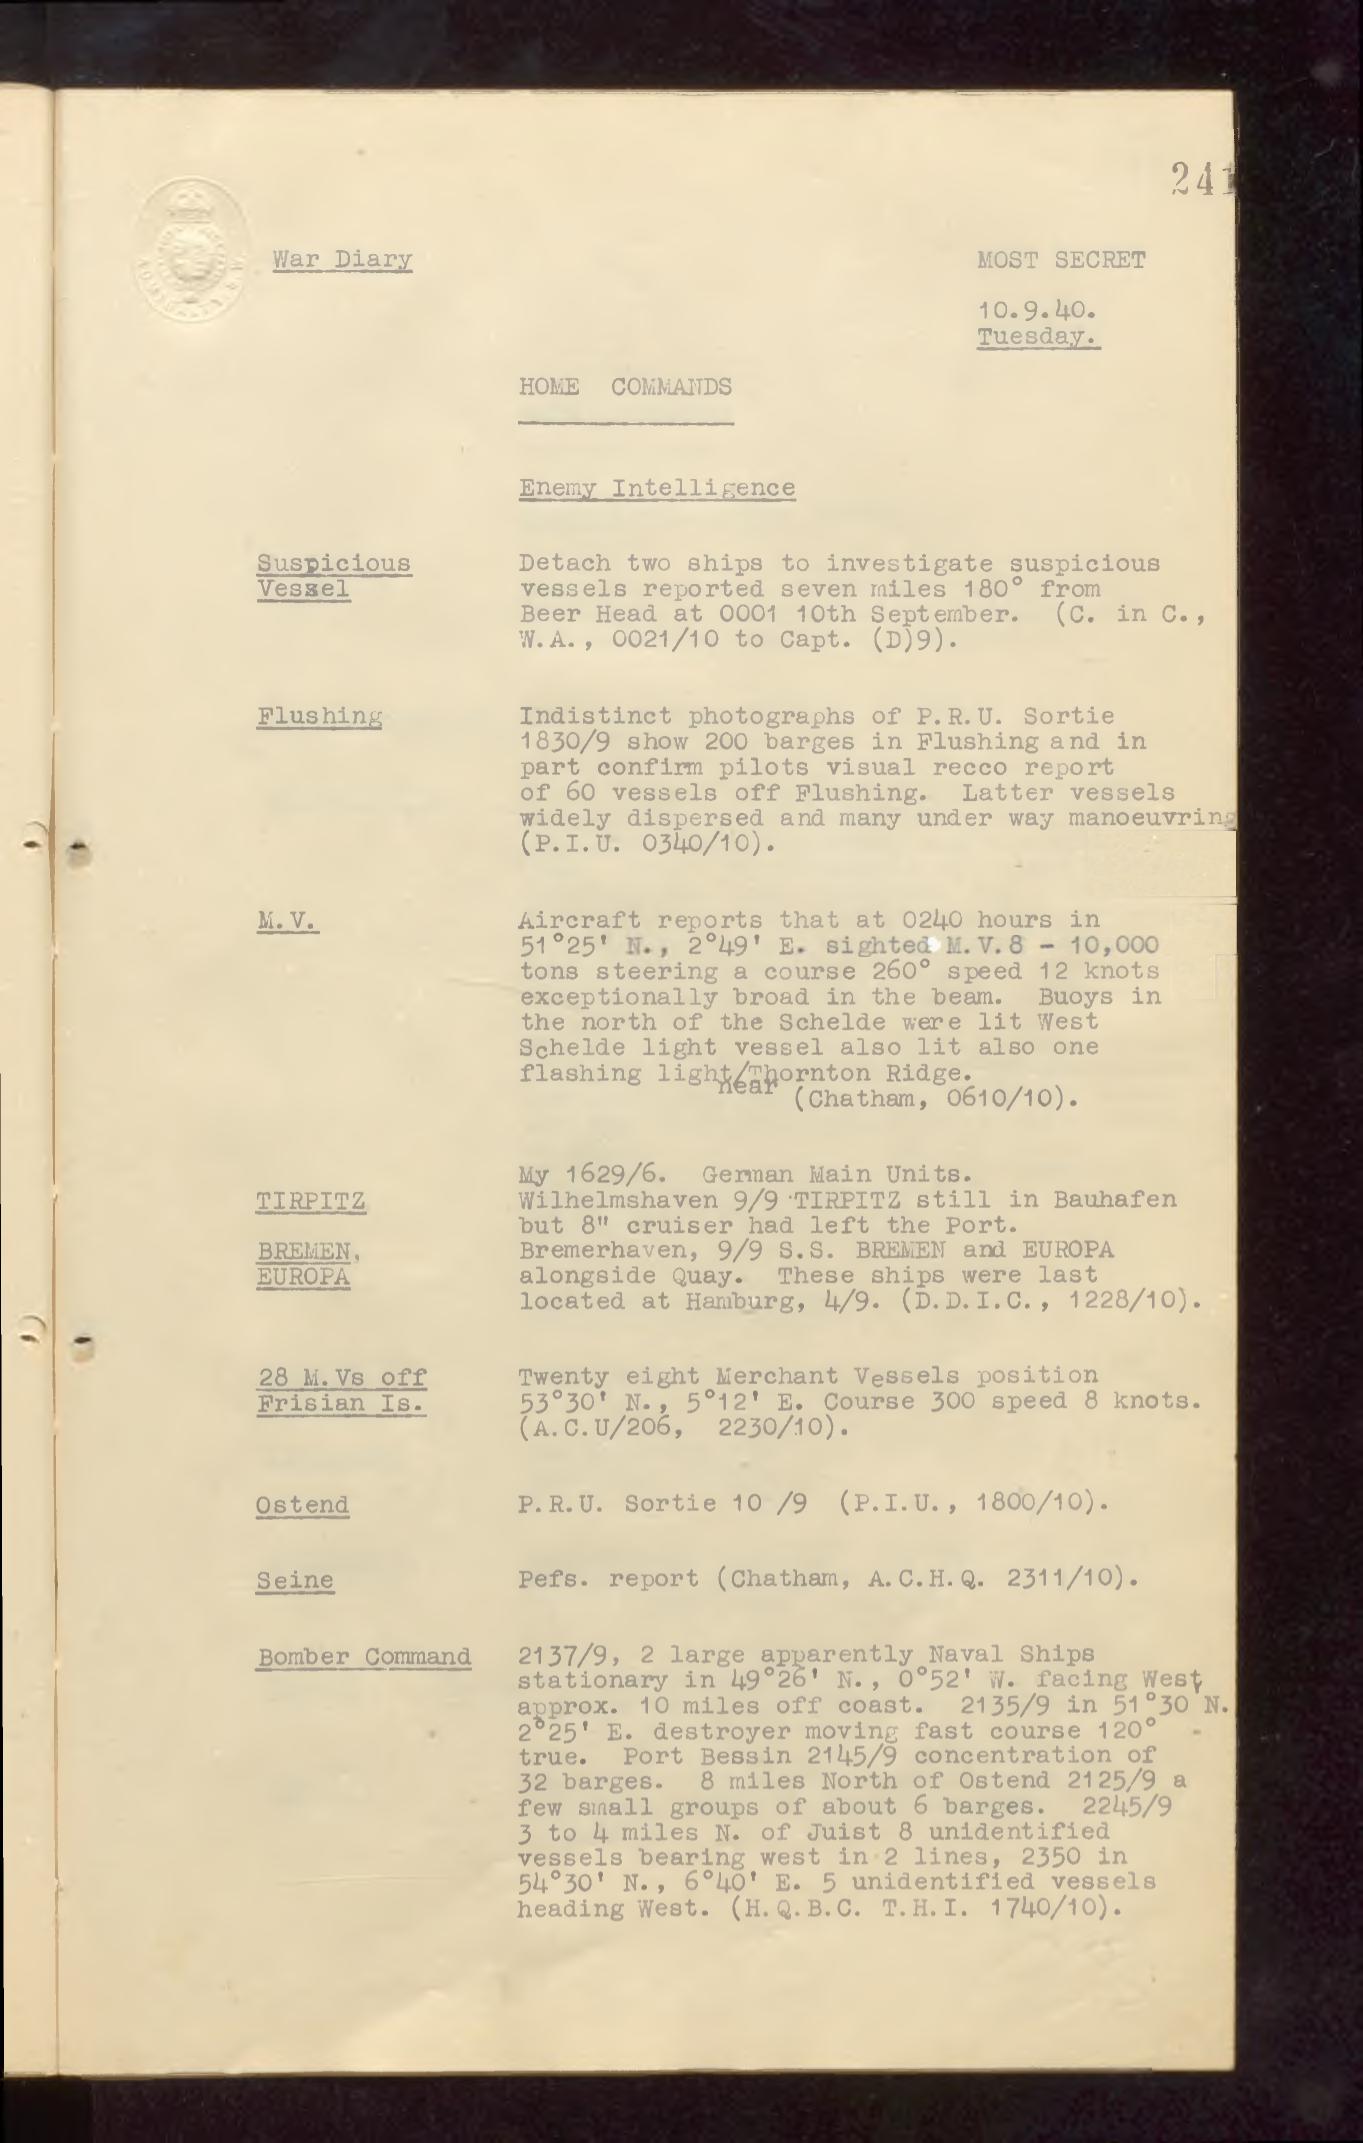 241
War Diary
MOST SECRET
10.9.40.
Tuesday.
HOME COMMANDS
Enemy Intelligence
Suspicious
Vessel
Detach two ships to investigate suspicious
vessels reported seven miles 180° from
Beer Head at 0001 10th September. (C. in C.,
W.A., 0021/10 to Capt. (D)9).
Flushing
Indistinct photographs of P.R.U. Sortie
1830/9 show 200 barges in Flushing and in
part confirm pilots visual recco report
of 60 vessels off Flushing. Latter vessels
widely dispersed and many under way manoeuvring
(P.I.U. 0340/10).
M.V.
Aircraft reports that at 0240 hours in
51°25' N., 2°49' E. sighted M.V.8 - 10,000
tons steering a course 260° speed 12 knots
exceptionally broad in the beam. Buoys in
the north of the Schelde were lit West
Schelde light vessel also lit also one
flashing light/Thornton Ridge.
near
(Chatham, 0610/10).
My 1629/6. German Main Units.
TIRPITZ
Wilhelmshaven 9/9 TIRPITZ still in Bauhafen
but 8" cruiser had left the Port.
BREMEN,
EUROPA
Bremerhaven, 9/9 S.S. BREMEN and EUROPA
alongside Quay. These ships were last
located at Hamburg, 4/9. (D.D.I.C., 1228/10).
28 M.Vs off
Frisian Is.
Twenty eight Merchant Vessels position
53°30' N., 5°12' E. Course 300 speed 8 knots.
(A.C.U/206, 2230/10).
Ostend
P.R.U. Sortie 10 /9 (P.I.U., 1800/10).
Seine
Pefs. report (Chatham, A.C.H.Q. 2311/10).
Bomber Command
2137/9, 2 large apparently Naval Ships
stationary in 49°26' N., 0°52' W. facing West,
approx. 10 miles off coast. 2135/9 in 51°30 N.
2°25' E. destroyer moving fast course 120°
true. Port Bessin 2145/9 concentration of
32 barges. 8 miles North of Ostend 2125/9 a
few small groups of about 6 barges. 2245/9
3 to 4 miles N. of Juist 8 unidentified
vessels bearing west in 2 lines, 2350 in
54°30' N., 6°40' E. 5 unidentified vessels
heading West. (H.Q.B.C. T.H.I. 1740/10).